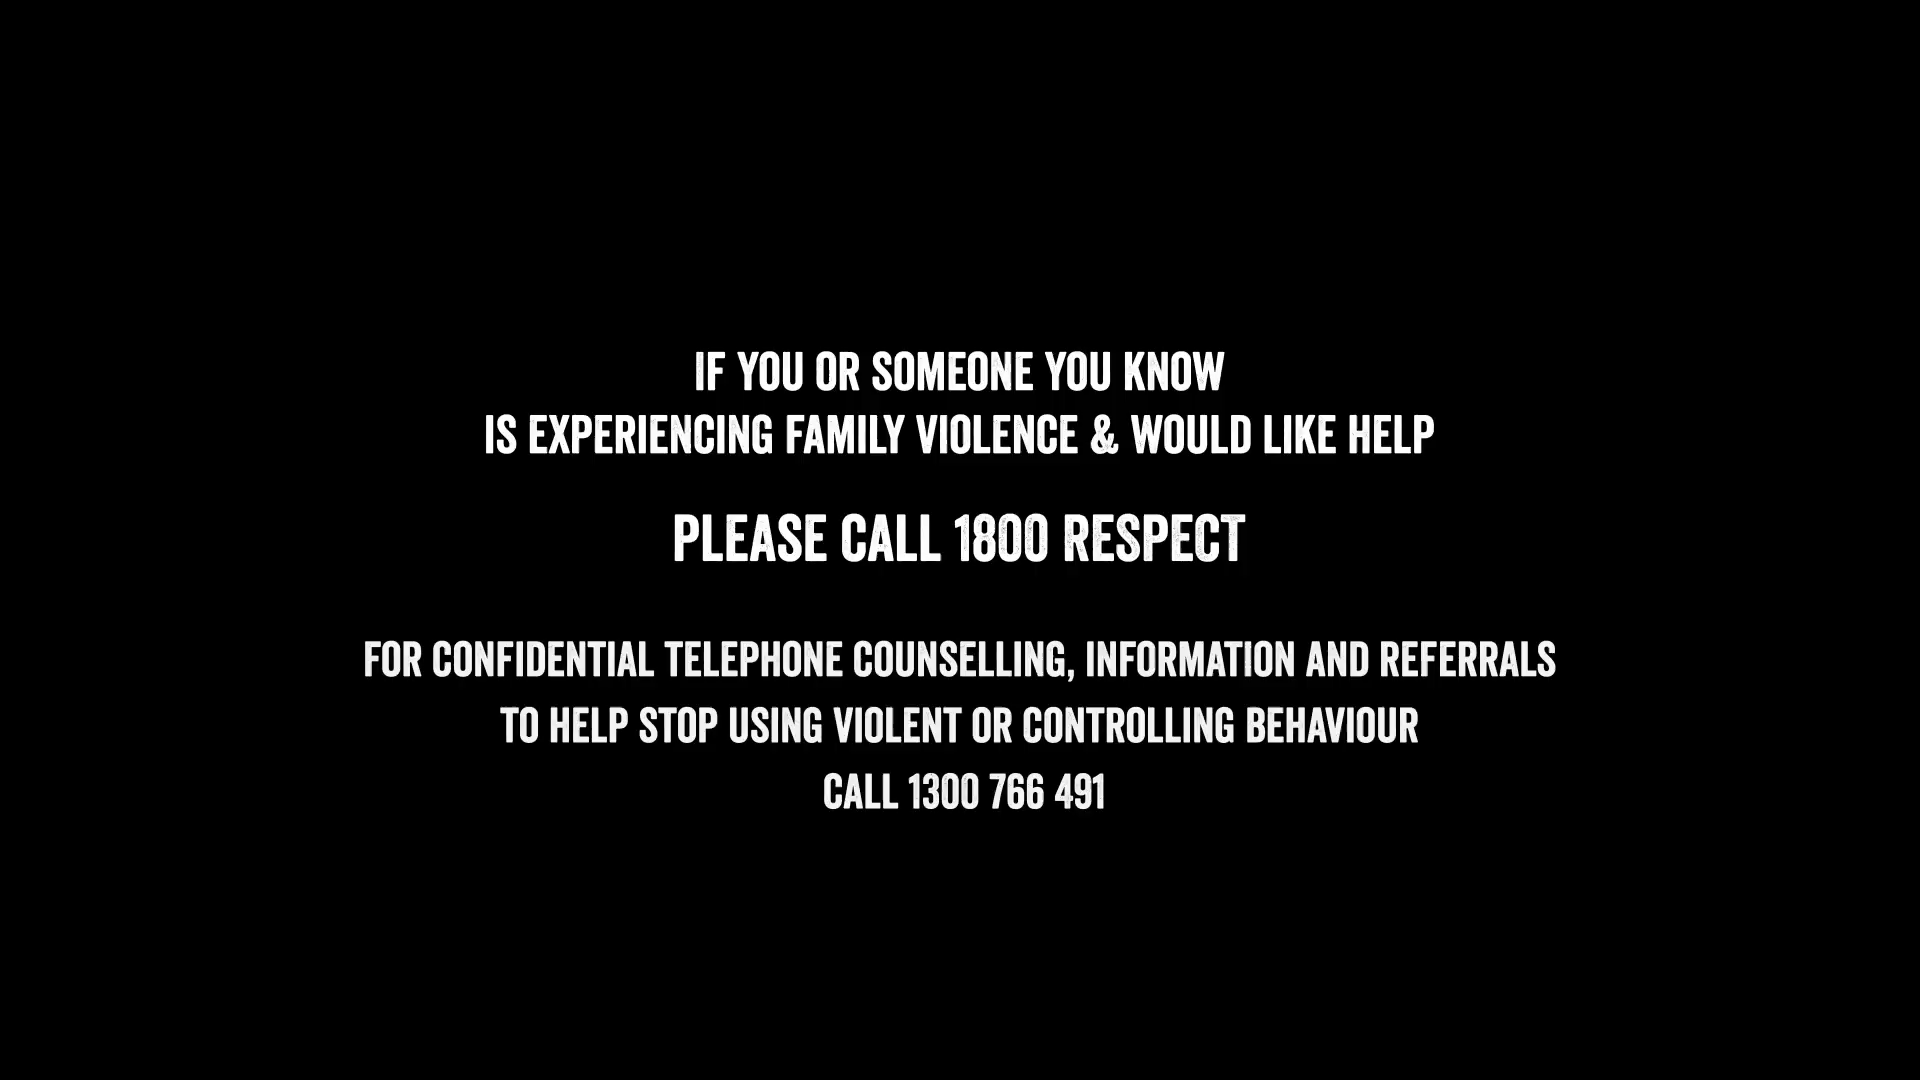 IF YOU OR SOMEONE YOU KNOW
IS EXPERIENCING FAMILY VIOLENCE & WOULD LIKE HELP
PLEASE CALL 1800 RESPECT
FOR CONFIDENTIAL TELEPHONE COUNSELLING, INFORMATION AND REFERRALS
TO HELP STOP USING VIOLENT OR CONTROLLING BEHAVIOUR
CALL 1300 766 491